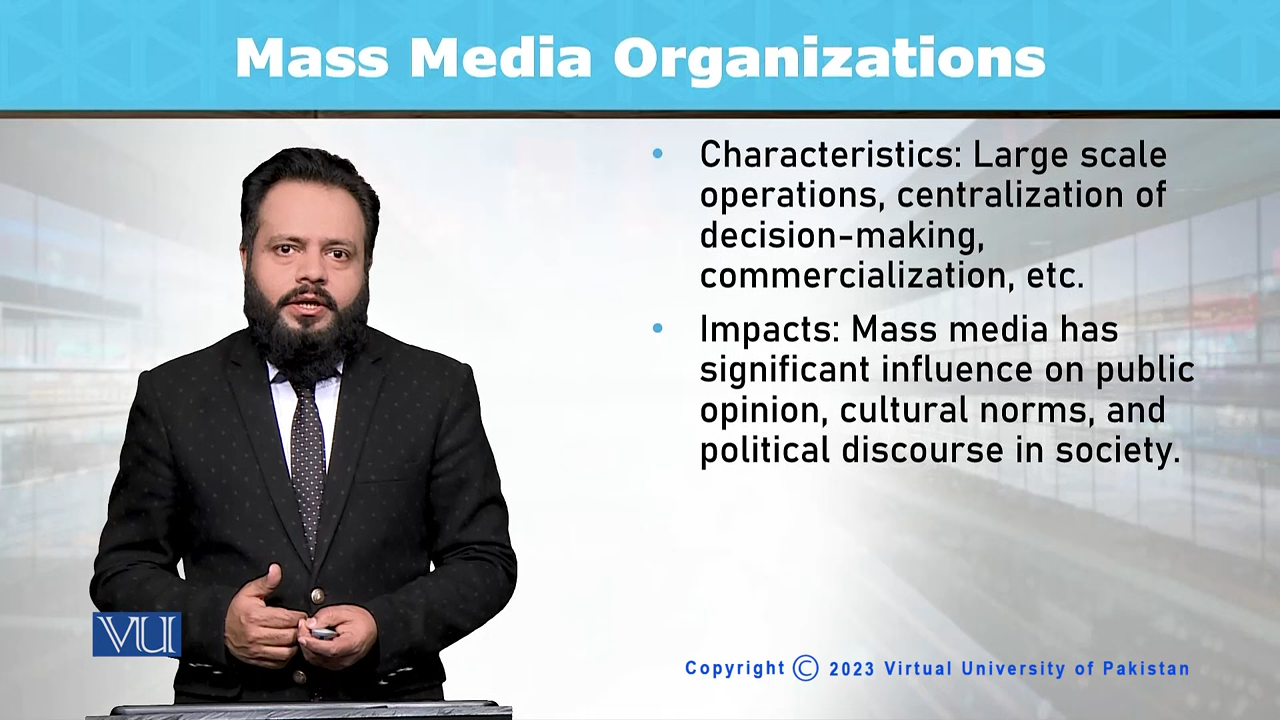 Mass Media Organizations
• Characteristics: Large scale
operations, centralization of
decision-making,
commercialization, etc.
• Impacts: Mass media has
significant influence on public
opinion, cultural norms, and
political discourse in society.
VU
Copyright © 2023 Virtual University of Pakistan